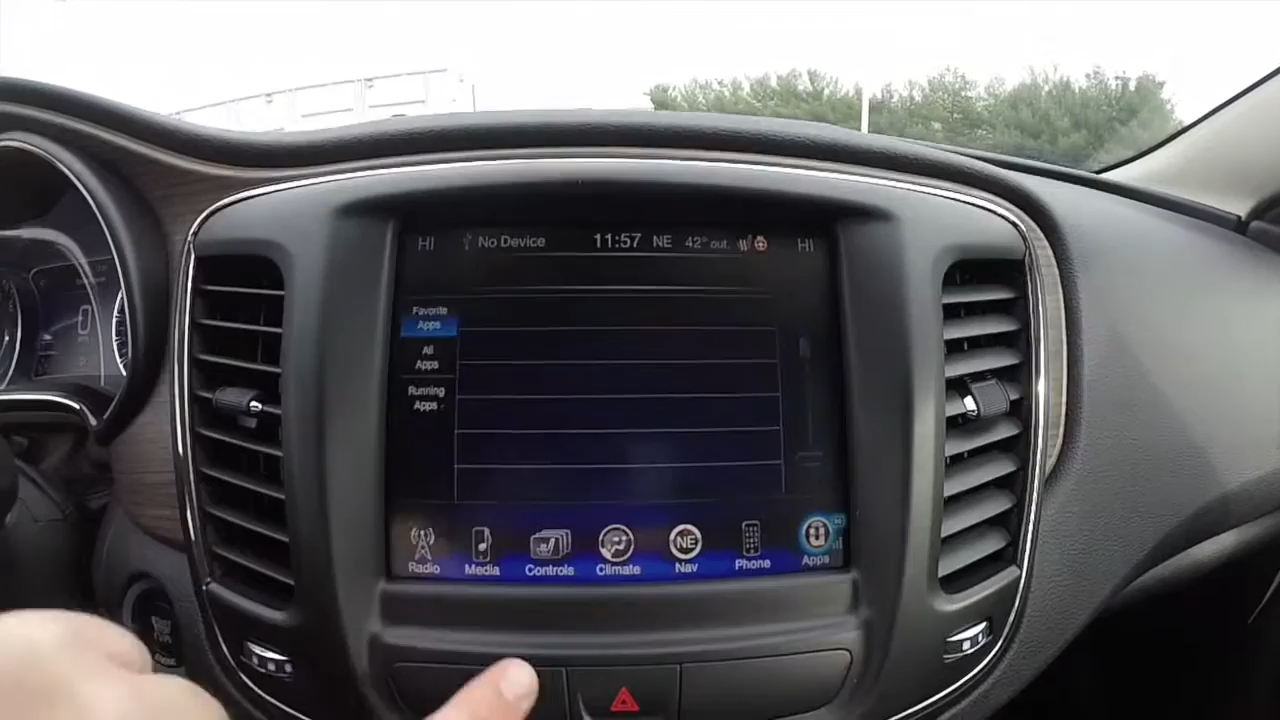 HI No Device 11:57 NE 42° out. HI
Favorite
Apps
All
Apps
Running
Apps
NE
Radio Media Controls Climate Nav Phone Apps